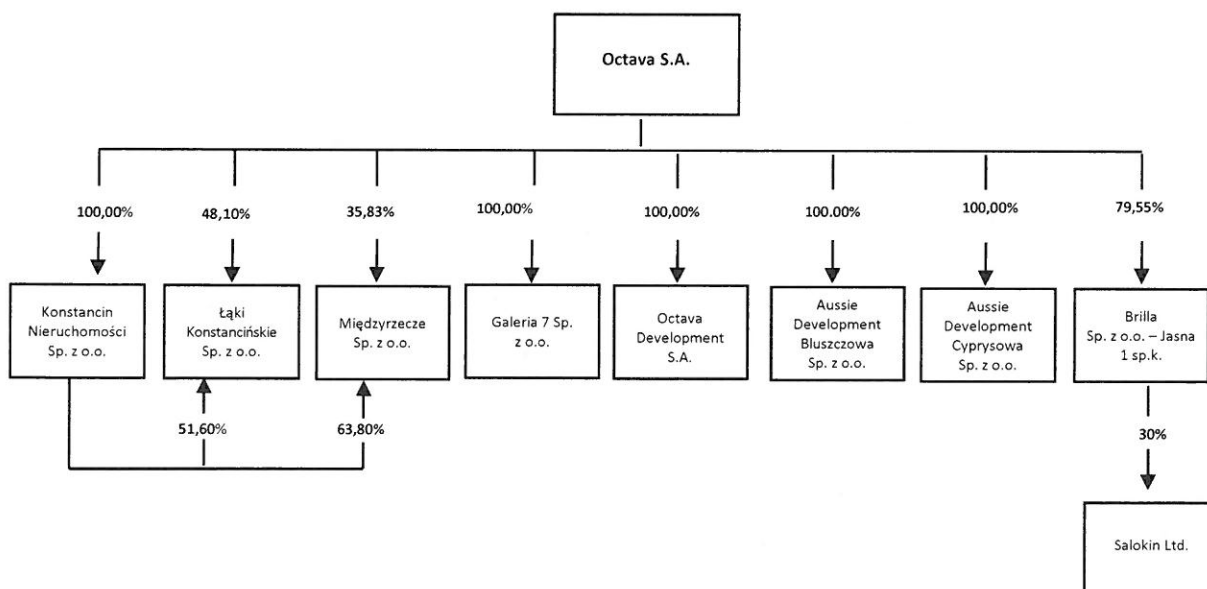 Octava S.A.
100,00%
48,10%
35,83%
100,00%
100,00%
100.00%
100,00%
79,55%
Konstancin
Nieruchomości
Sp. z o.o.
Łąki
Konstancińskie
Sp. z o.o.
Międzyrzecze
Sp. z o.o.
Galeria 7 Sp.
z o.o.
Octava
Development
S.A.
Aussie
Development
Bluszczowa
Sp. z o.o.
Aussie
Development
Cyprysowa
Sp. z o.o.
Brilla
Sp. z o.o. – Jasna
1 sp.k.
51,60%
63,80%
30%
Salokin Ltd.